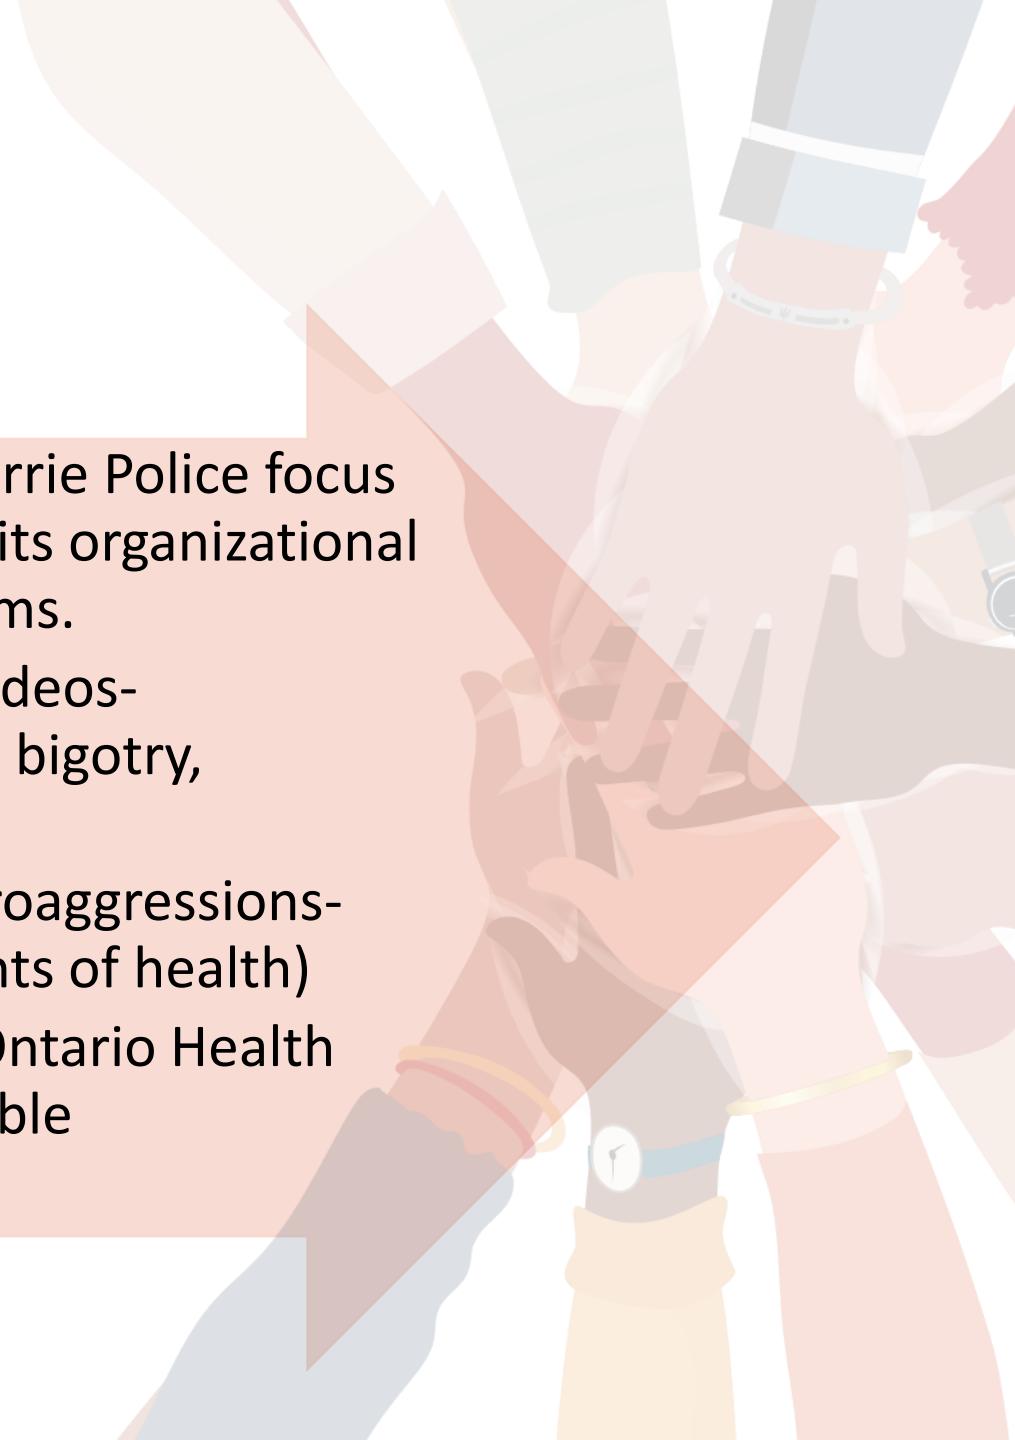 rrie Police focus
its organizational
ms.
deos-
bigotry,
roaggressions-
nts of health)
Ontario Health
ble